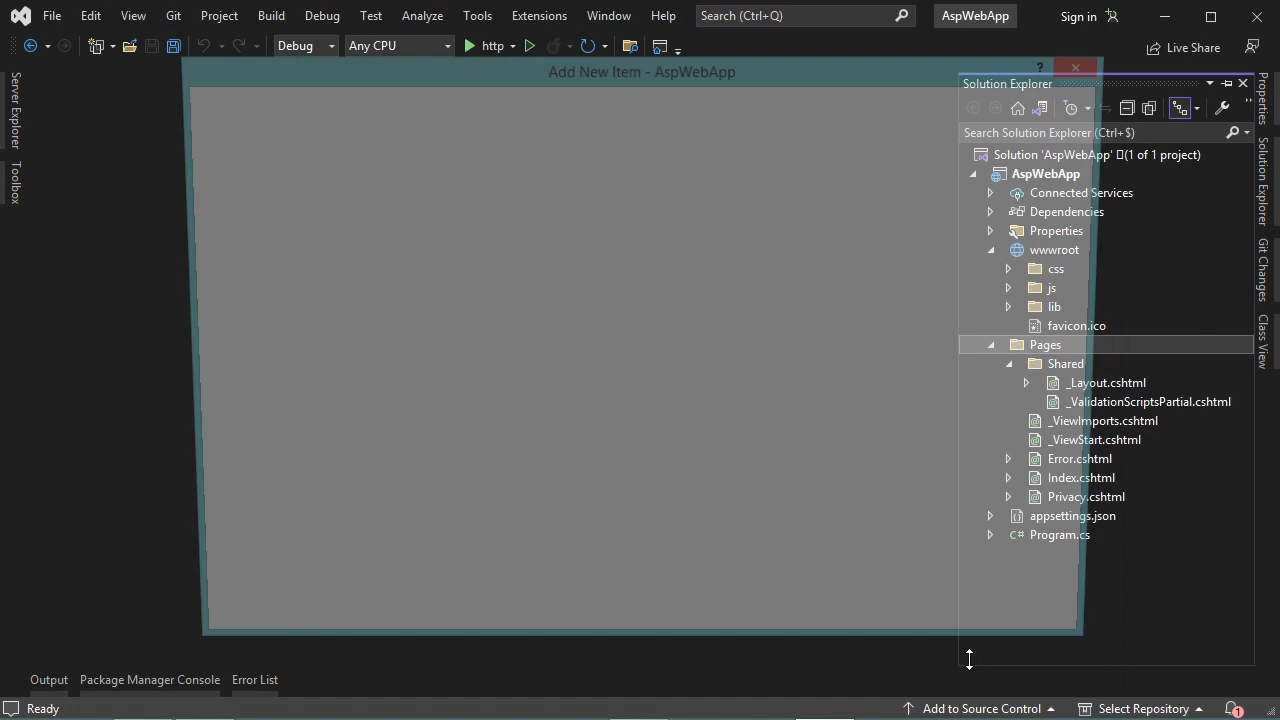 File Edit View Git Project Build Debug Test Analyze Tools Extensions Window Help Search (Ctrl+Q) AspWebApp Sign in
Debug Any CPU http Live Share
Add New Item - AspWebApp ?
Server Explorer
Toolbox
Solution Explorer
Search Solution Explorer (Ctrl+$)
Solution 'AspWebApp' (1 of 1 project)
AspWebApp
Connected Services
Dependencies
Properties
wwwroot
css
js
lib
favicon.ico
Pages
Shared
_Layout.cshtml
_ValidationScriptsPartial.cshtml
_ViewImports.cshtml
_ViewStart.cshtml
Error.cshtml
Index.cshtml
Privacy.cshtml
appsettings.json
C# Program.cs
Properties
Solution Explorer
Git Changes
Class View
Output Package Manager Console Error List
Ready Add to Source Control Select Repository 1